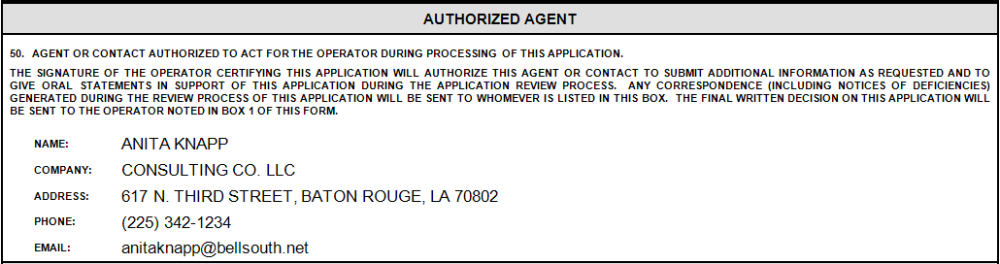 AUTHORIZED AGENT
50. AGENT OR CONTACT AUTHORIZED TO ACT FOR THE OPERATOR DURING PROCESSING OF THIS APPLICATION.
THE SIGNATURE OF THE OPERATOR CERTIFYING THIS APPLICATION WILL AUTHORIZE THIS AGENT OR CONTACT TO SUBMIT ADDITIONAL INFORMATION AS REQUESTED AND TO
GIVE ORAL STATEMENTS IN SUPPORT OF THIS APPLICATION DURING THE APPLICATION REVIEW PROCESS. ANY CORRESPONDENCE (INCLUDING NOTICES OF DEFICIENCIES)
GENERATED DURING THE REVIEW PROCESS OF THIS APPLICATION WILL BE SENT TO WHOMEVER IS LISTED IN THIS BOX. THE FINAL WRITTEN DECISION ON THIS APPLICATION WILL
BE SENT TO THE OPERATOR NOTED IN BOX 1 OF THIS FORM.
NAME: ANITA KNAPP
COMPANY: CONSULTING CO. LLC
ADDRESS: 617 N. THIRD STREET, BATON ROUGE, LA 70802
PHONE: (225) 342-1234
EMAIL: anitaknapp@bellsouth.net